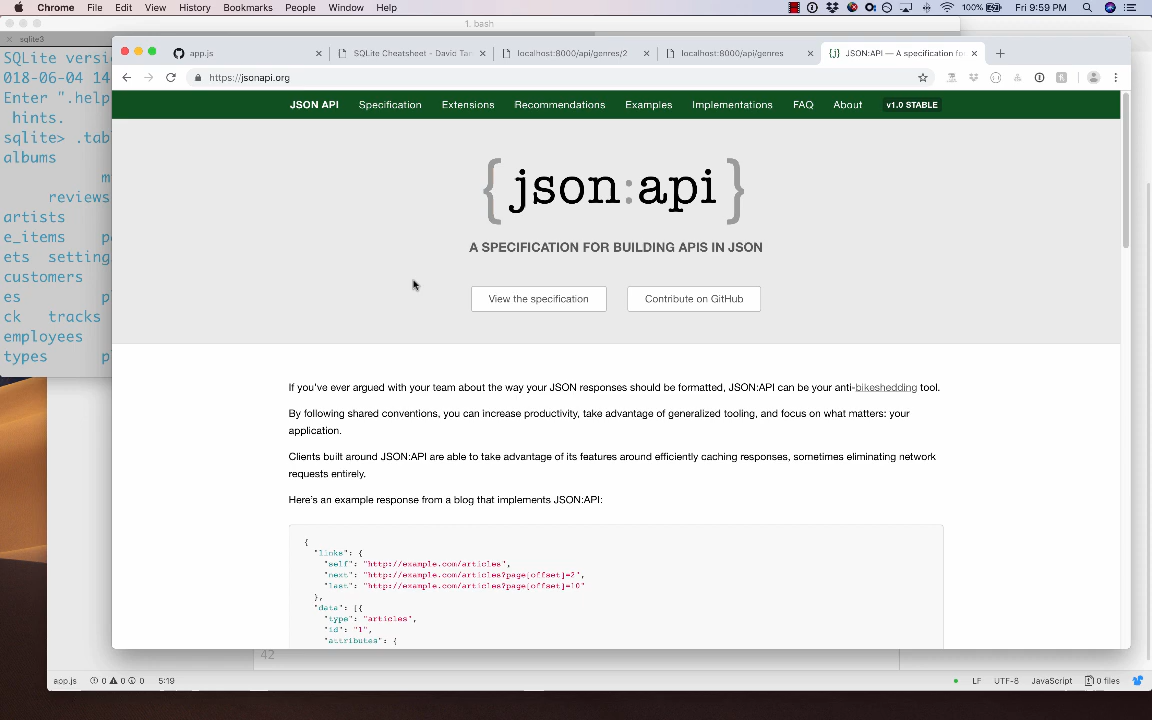 Chrome File Edit View History Bookmarks People Window Help 100% Fri 9:59 PM
1. bash
sqlite3
app.js SQLite Cheatsheet - David Tan localhost:8000/api/genres/2 localhost:8000/api/genres JSON:API — A specification fo
https://jsonapi.org
SQLite versi
018-06-04 14
Enter ".help
hints.
sqlite> .tab
albums
m
reviews
artists
e_items p
ets setting
customers
es p
ck tracks
employees
types p
JSON API Specification Extensions Recommendations Examples Implementations FAQ About v1.0 STABLE
{json:api}
A SPECIFICATION FOR BUILDING APIS IN JSON
View the specification Contribute on GitHub
If you've ever argued with your team about the way your JSON responses should be formatted, JSON:API can be your anti-bikeshedding tool.
By following shared conventions, you can increase productivity, take advantage of generalized tooling, and focus on what matters: your
application.
Clients built around JSON:API are able to take advantage of its features around efficiently caching responses, sometimes eliminating network
requests entirely.
Here's an example response from a blog that implements JSON:API:
{
"links": {
"self": "http://example.com/articles",
"next": "http://example.com/articles?page[offset]=2",
"last": "http://example.com/articles?page[offset]=10"
},
"data": [{
"type": "articles",
"id": "1",
"attributes": {
42
app.js 0 0 0 5:19 LF UTF-8 JavaScript 0 files